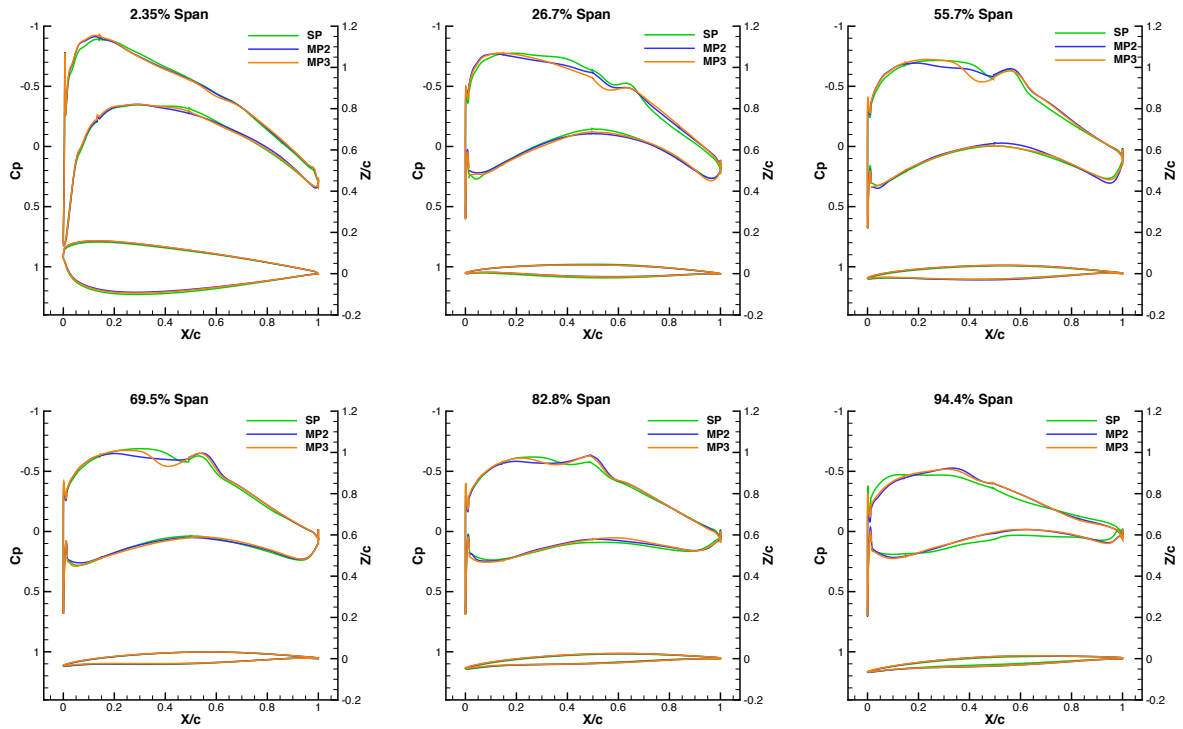 2.35% Span
-1
-0.5
0
0.5
1
Cp
SP
MP2
MP3
1.2
1
0.8
0.6
0.4
0.2
0
-0.2
Z/c
0 0.2 0.4 0.6 0.8 1
X/c
26.7% Span
-1
-0.5
0
0.5
1
Cp
SP
MP2
MP3
1.2
1
0.8
0.6
0.4
0.2
0
-0.2
Z/c
0 0.2 0.4 0.6 0.8 1
X/c
55.7% Span
-1
-0.5
0
0.5
1
Cp
SP
MP2
MP3
1.2
1
0.8
0.6
0.4
0.2
0
-0.2
Z/c
0 0.2 0.4 0.6 0.8 1
X/c
69.5% Span
-1
-0.5
0
0.5
1
Cp
SP
MP2
MP3
1.2
1
0.8
0.6
0.4
0.2
0
-0.2
Z/c
0 0.2 0.4 0.6 0.8 1
X/c
82.8% Span
-1
-0.5
0
0.5
1
Cp
SP
MP2
MP3
1.2
1
0.8
0.6
0.4
0.2
0
-0.2
Z/c
0 0.2 0.4 0.6 0.8 1
X/c
94.4% Span
-1
-0.5
0
0.5
1
Cp
SP
MP2
MP3
1.2
1
0.8
0.6
0.4
0.2
0
-0.2
Z/c
0 0.2 0.4 0.6 0.8 1
X/c